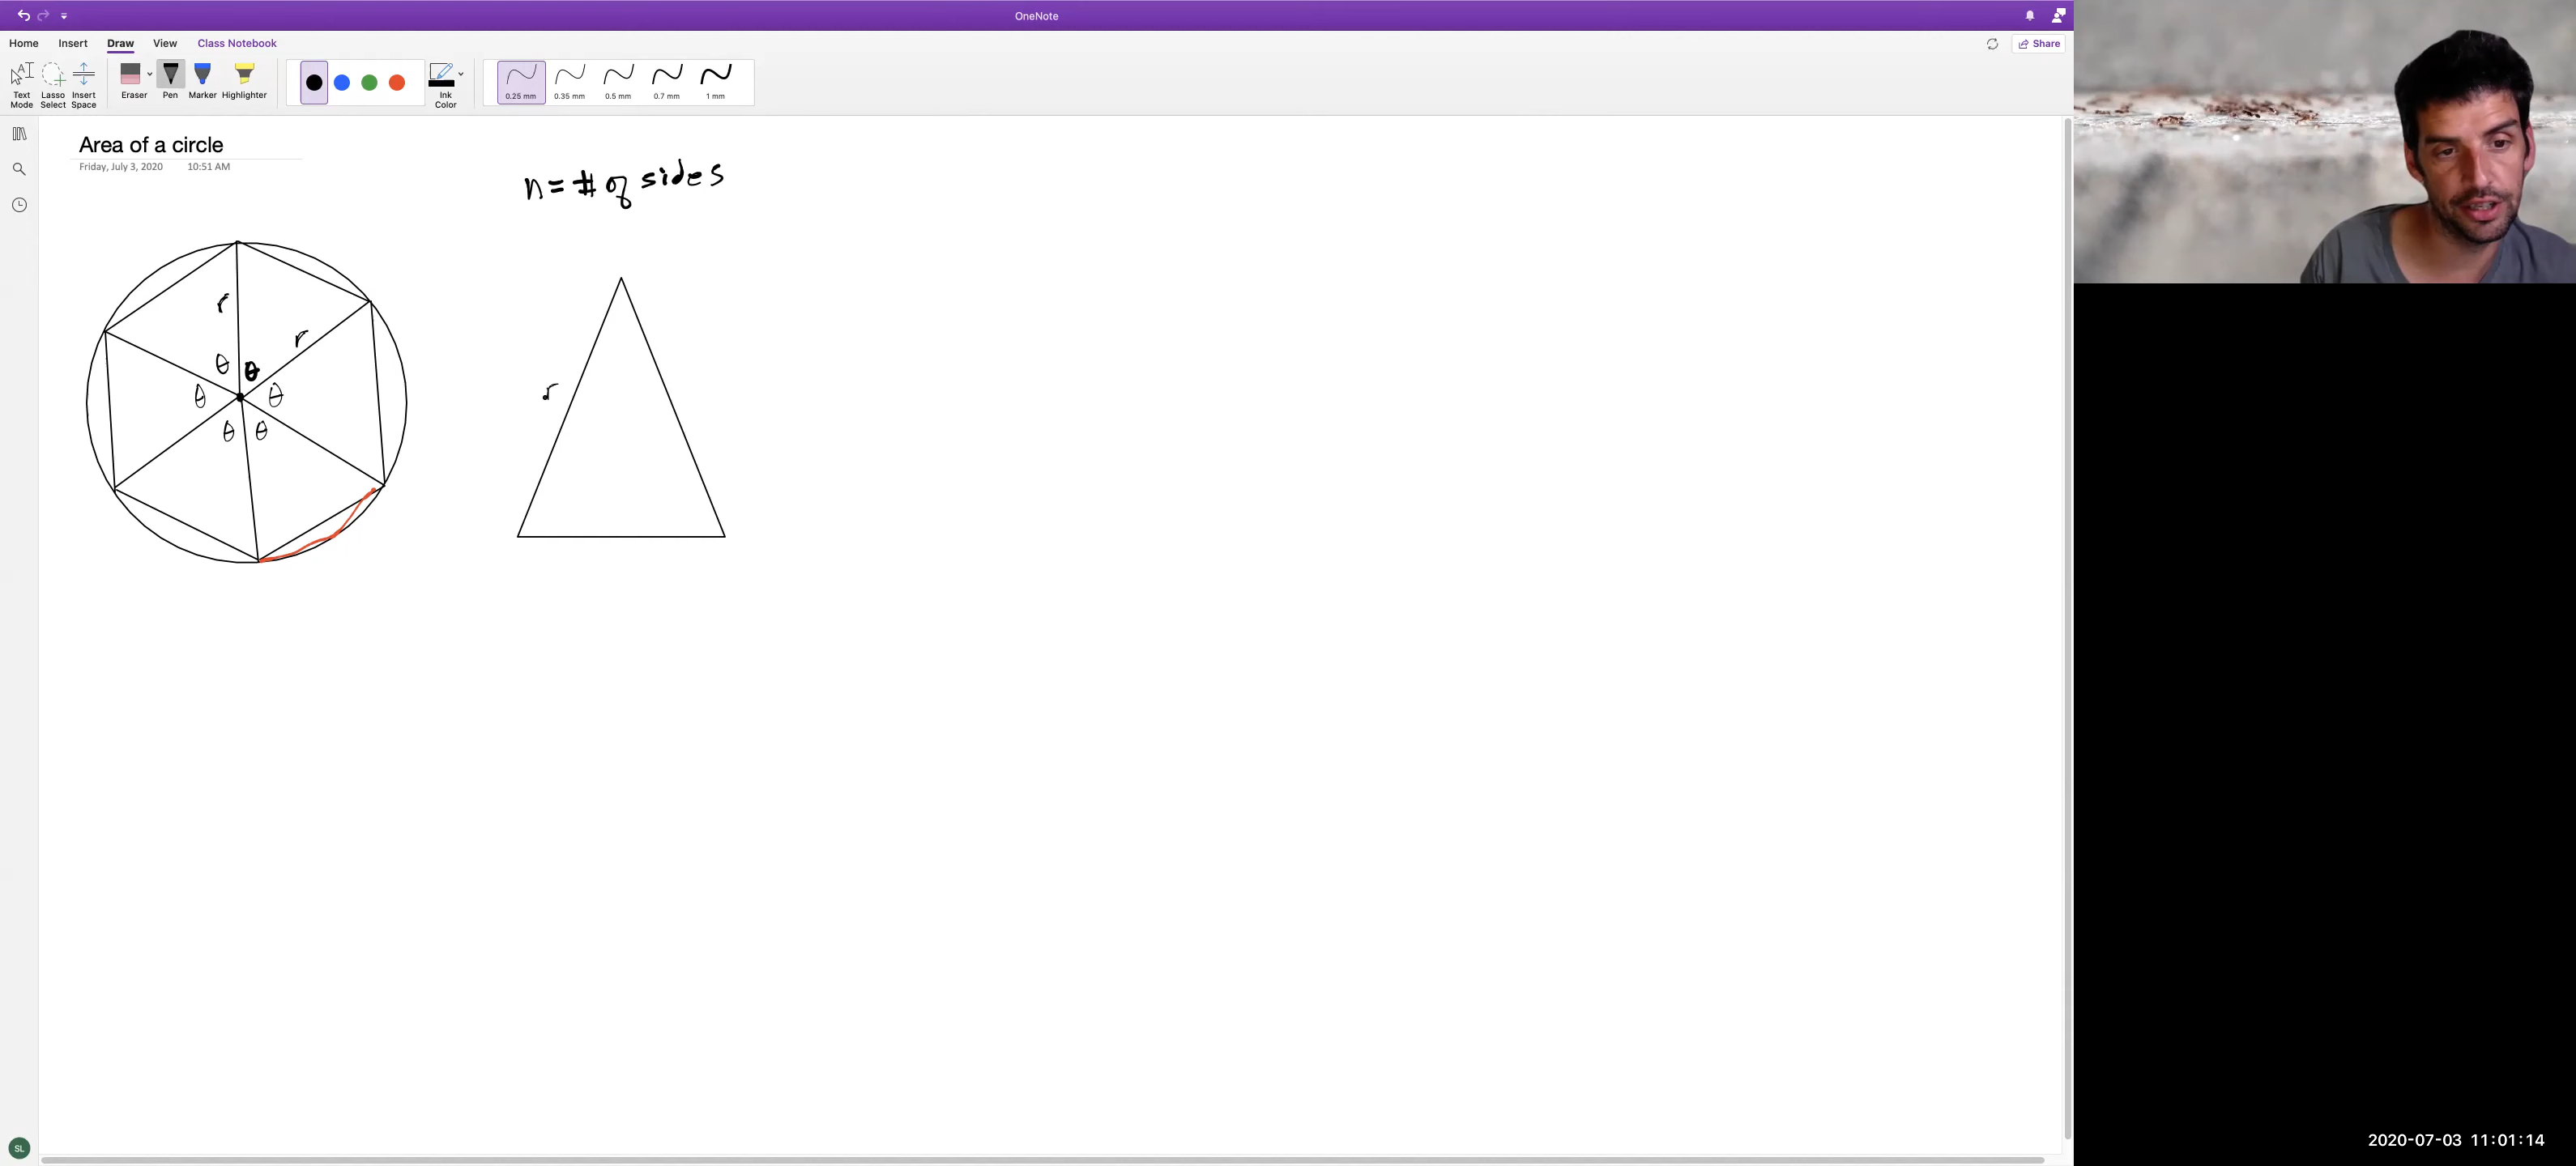 OneNote
Home Insert Draw View Class Notebook
Share
Text Mode
Lasso Select
Insert Space
Eraser
Pen
Marker
Highlighter
Ink Color
0.25 mm
0.35 mm
0.5 mm
0.7 mm
1 mm
Area of a circle
Friday, July 3, 2020 10:51 AM
n = # of sides
r
r
θ θ
θ θ
θ θ
r
SL
2020-07-03 11:01:14